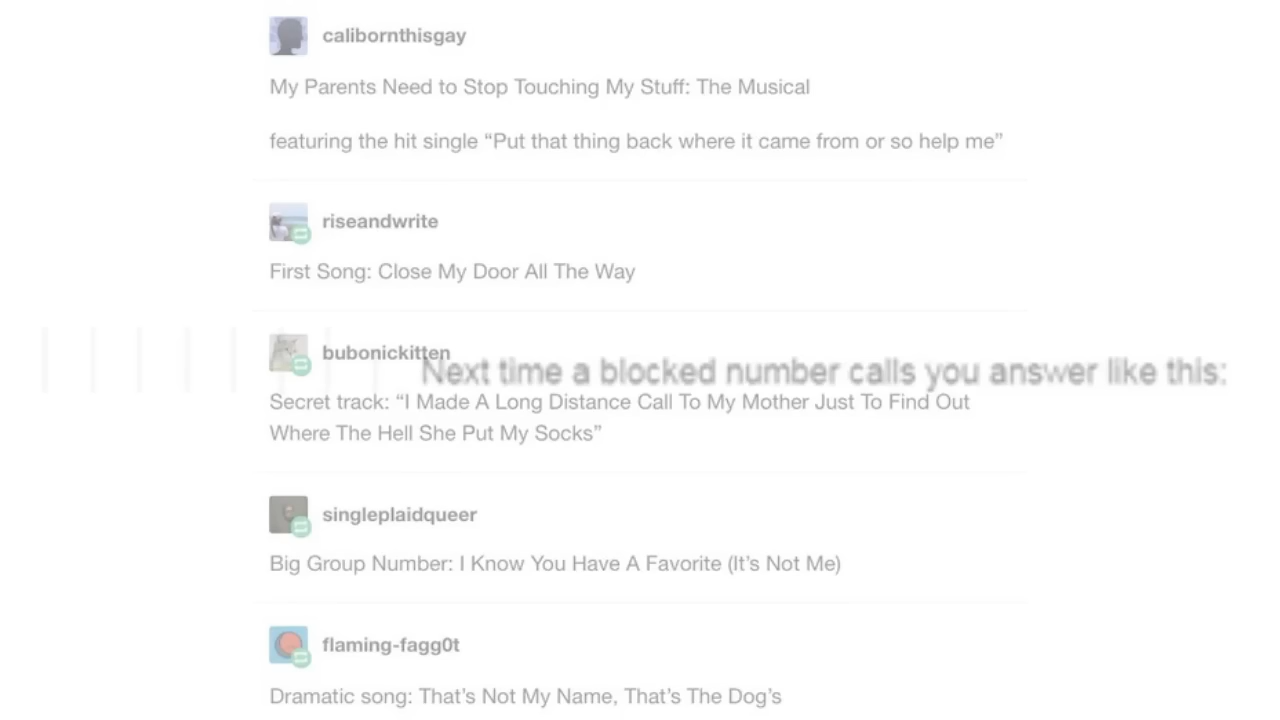 calibornthisgay
My Parents Need to Stop Touching My Stuff: The Musical
featuring the hit single “Put that thing back where it came from or so help me”
riseandwrite
First Song: Close My Door All The Way
bubonickitten
Next time a blocked number calls you answer like this:
Secret track: “I Made A Long Distance Call To My Mother Just To Find Out
Where The Hell She Put My Socks”
singleplaidqueer
Big Group Number: I Know You Have A Favorite (It’s Not Me)
flaming-fagg0t
Dramatic song: That’s Not My Name, That’s The Dog’s